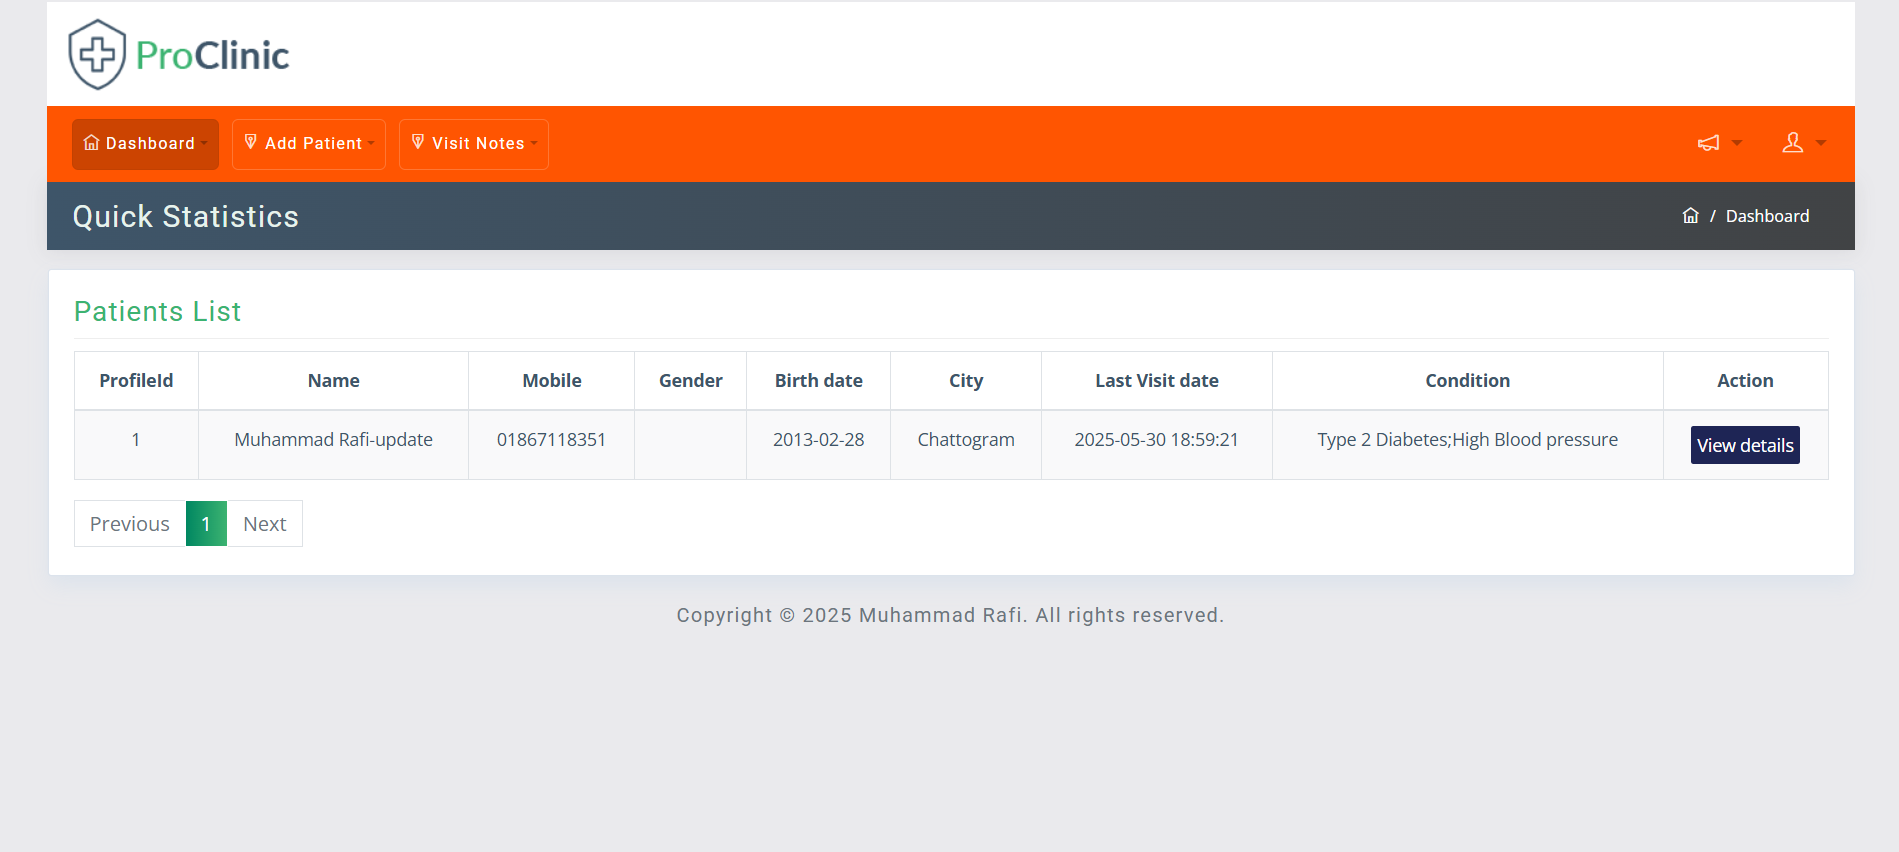 ProClinic
Dashboard Add Patient Visit Notes
Quick Statistics
/ Dashboard
Patients List
ProfileId Name Mobile Gender Birth date City Last Visit date Condition Action
1 Muhammad Rafi-update 01867118351 2013-02-28 Chattogram 2025-05-30 18:59:21 Type 2 Diabetes;High Blood pressure View details
Previous 1 Next
Copyright © 2025 Muhammad Rafi. All rights reserved.